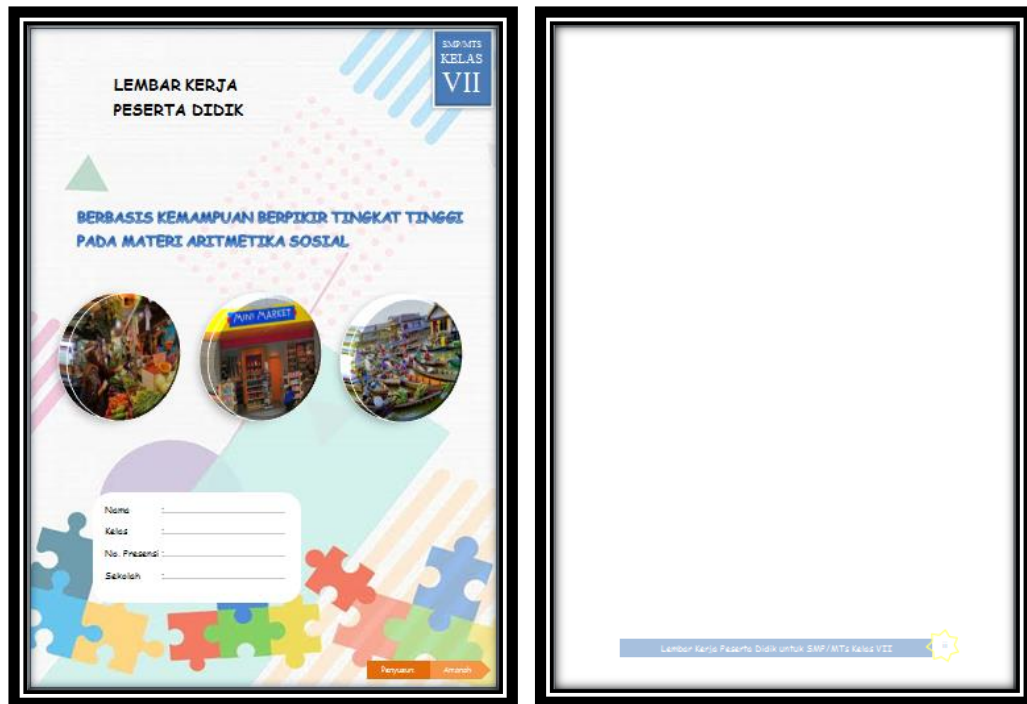 SMP/MTS
KELAS
VII
LEMBAR KERJA
PESERTA DIDIK
BERBASIS KEMAMPUAN BERPIKIR TINGKAT TINGGI
PADA MATERI ARITMETIKA SOSIAL
MINI MARKET
Nama :
Kelas :
No. Presensi :
Sekolah :
Penyusun
Lembar Kerja Peserta Didik untuk SMP/MTs Kelas VII